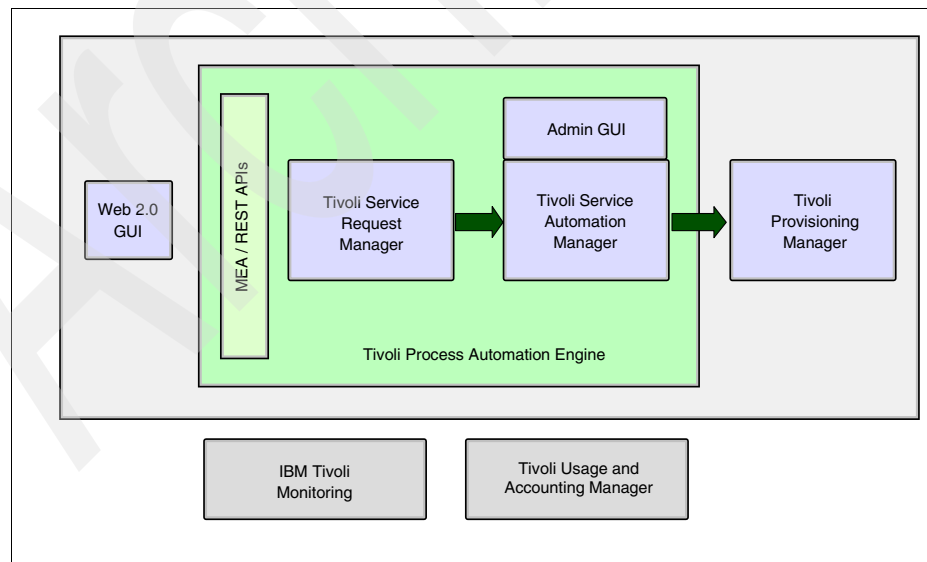 Admin GUI
Web 2.0
GUI
MEA / REST APIs
Tivoli Service
Request
Manager
Tivoli Service
Automation
Manager
Tivoli
Provisioning
Manager
Tivoli Process Automation Engine
IBM Tivoli
Monitoring
Tivoli Usage and
Accounting Manager